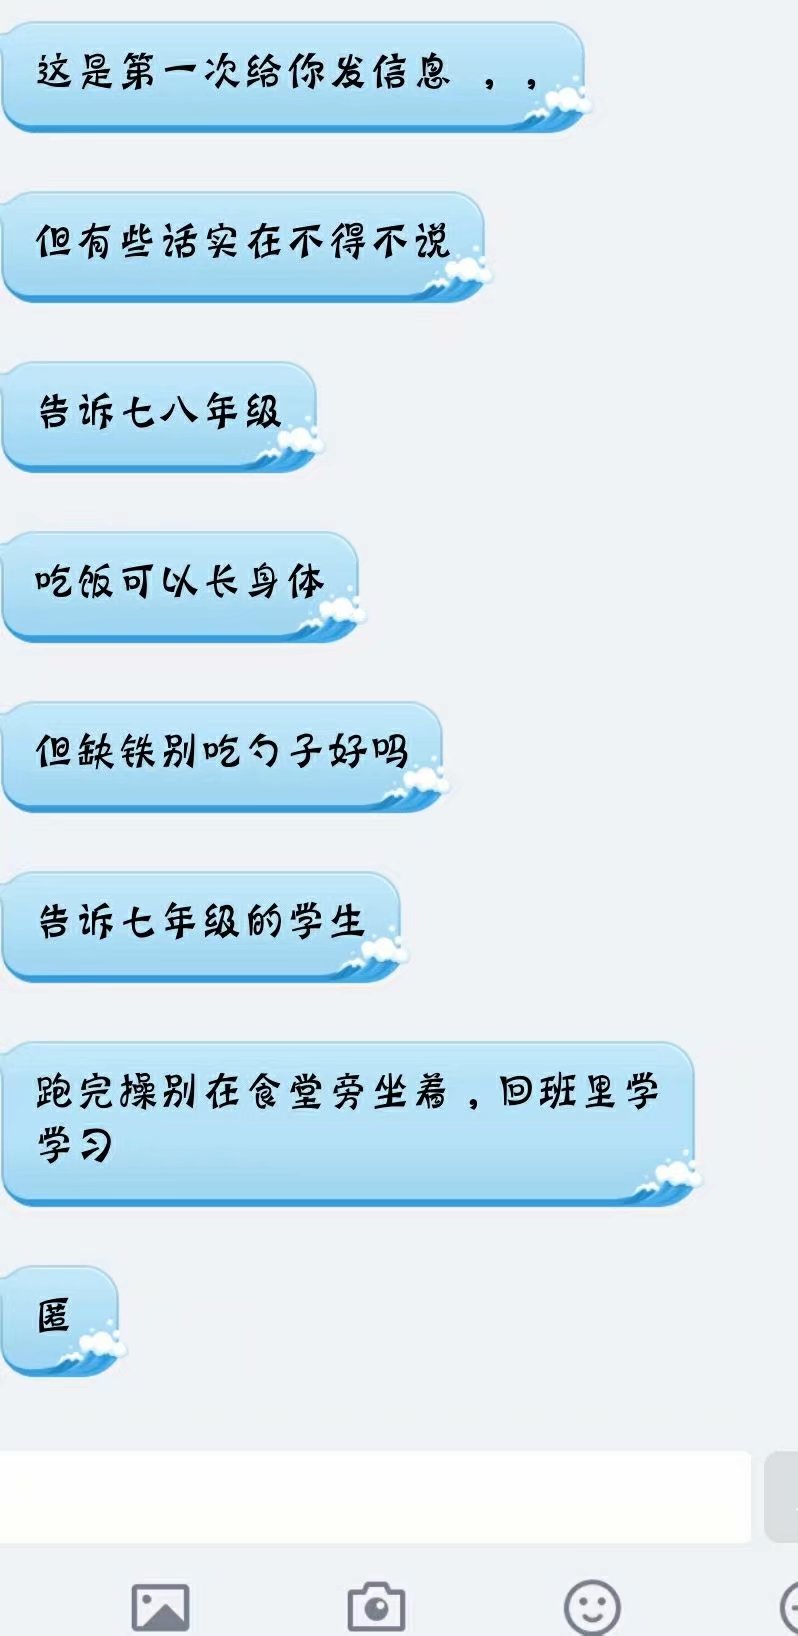 这是第一次给你发信息 ，，
但有些话实在不得不说
告诉七八年级
吃饭可以长身体
但缺铁别吃勺子好吗
告诉七年级的学生
跑完操别在食堂旁坐着，回班里学
学习
匿